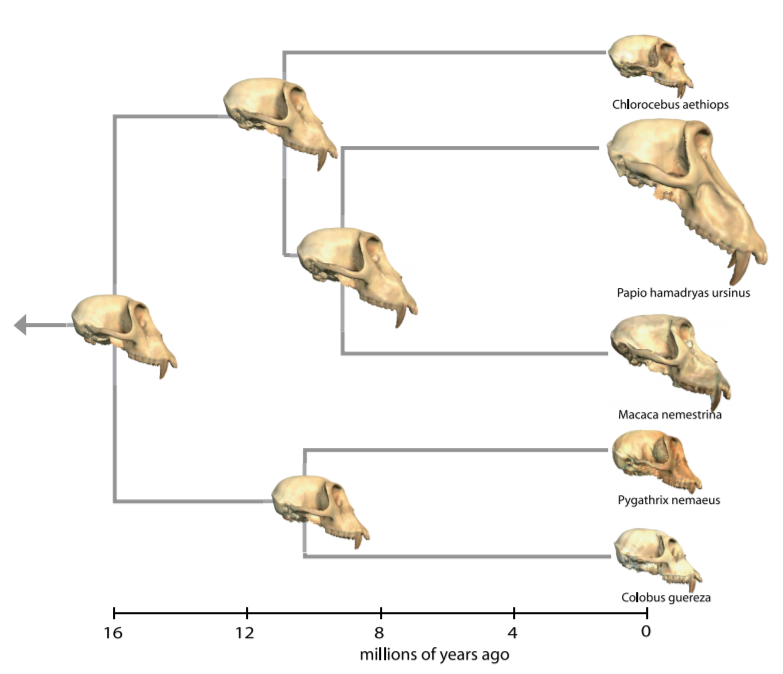 Chlorocebus aethiops
Papio hamadryas ursinus
Macaca nemestrina
Pygathrix nemaeus
Colobus guereza
16 12 8 4 0
millions of years ago